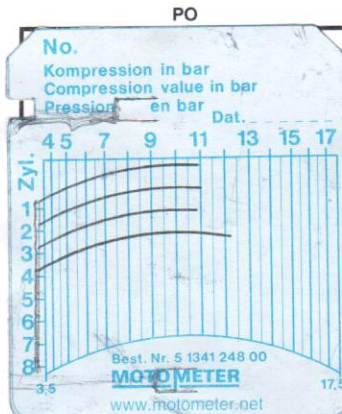 PO
No.
Kompression in bar
Compression value in bar
Pression en bar
Dat.
4 5 7 9 11 13 15 17
Zyl.
1
2
3
4
5
6
7
8
3,5 17,5
Best. Nr. 5 1341 248 00
MOTOMETER
www.motometer.net